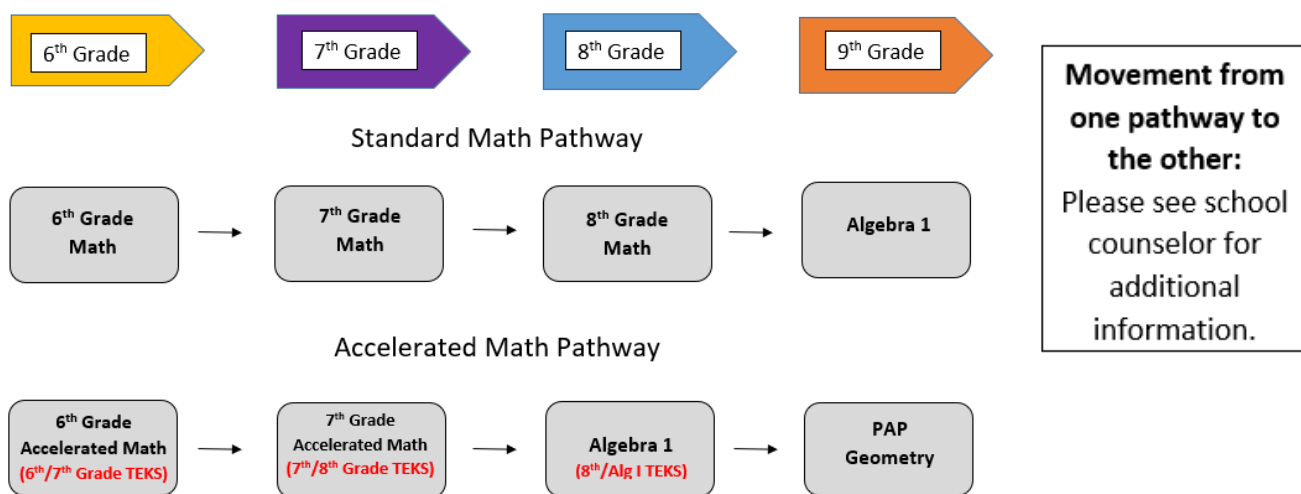 6th Grade
7th Grade
8th Grade
9th Grade
Standard Math Pathway
6th Grade
Math
7th Grade
Math
8th Grade
Math
Algebra 1
Accelerated Math Pathway
6th Grade
Accelerated Math
(6th/7th Grade TEKS)
7th Grade
Accelerated Math
(7th/8th Grade TEKS)
Algebra 1
(8th/Alg I TEKS)
PAP
Geometry
Movement from
one pathway to
the other:
Please see school
counselor for
additional
information.